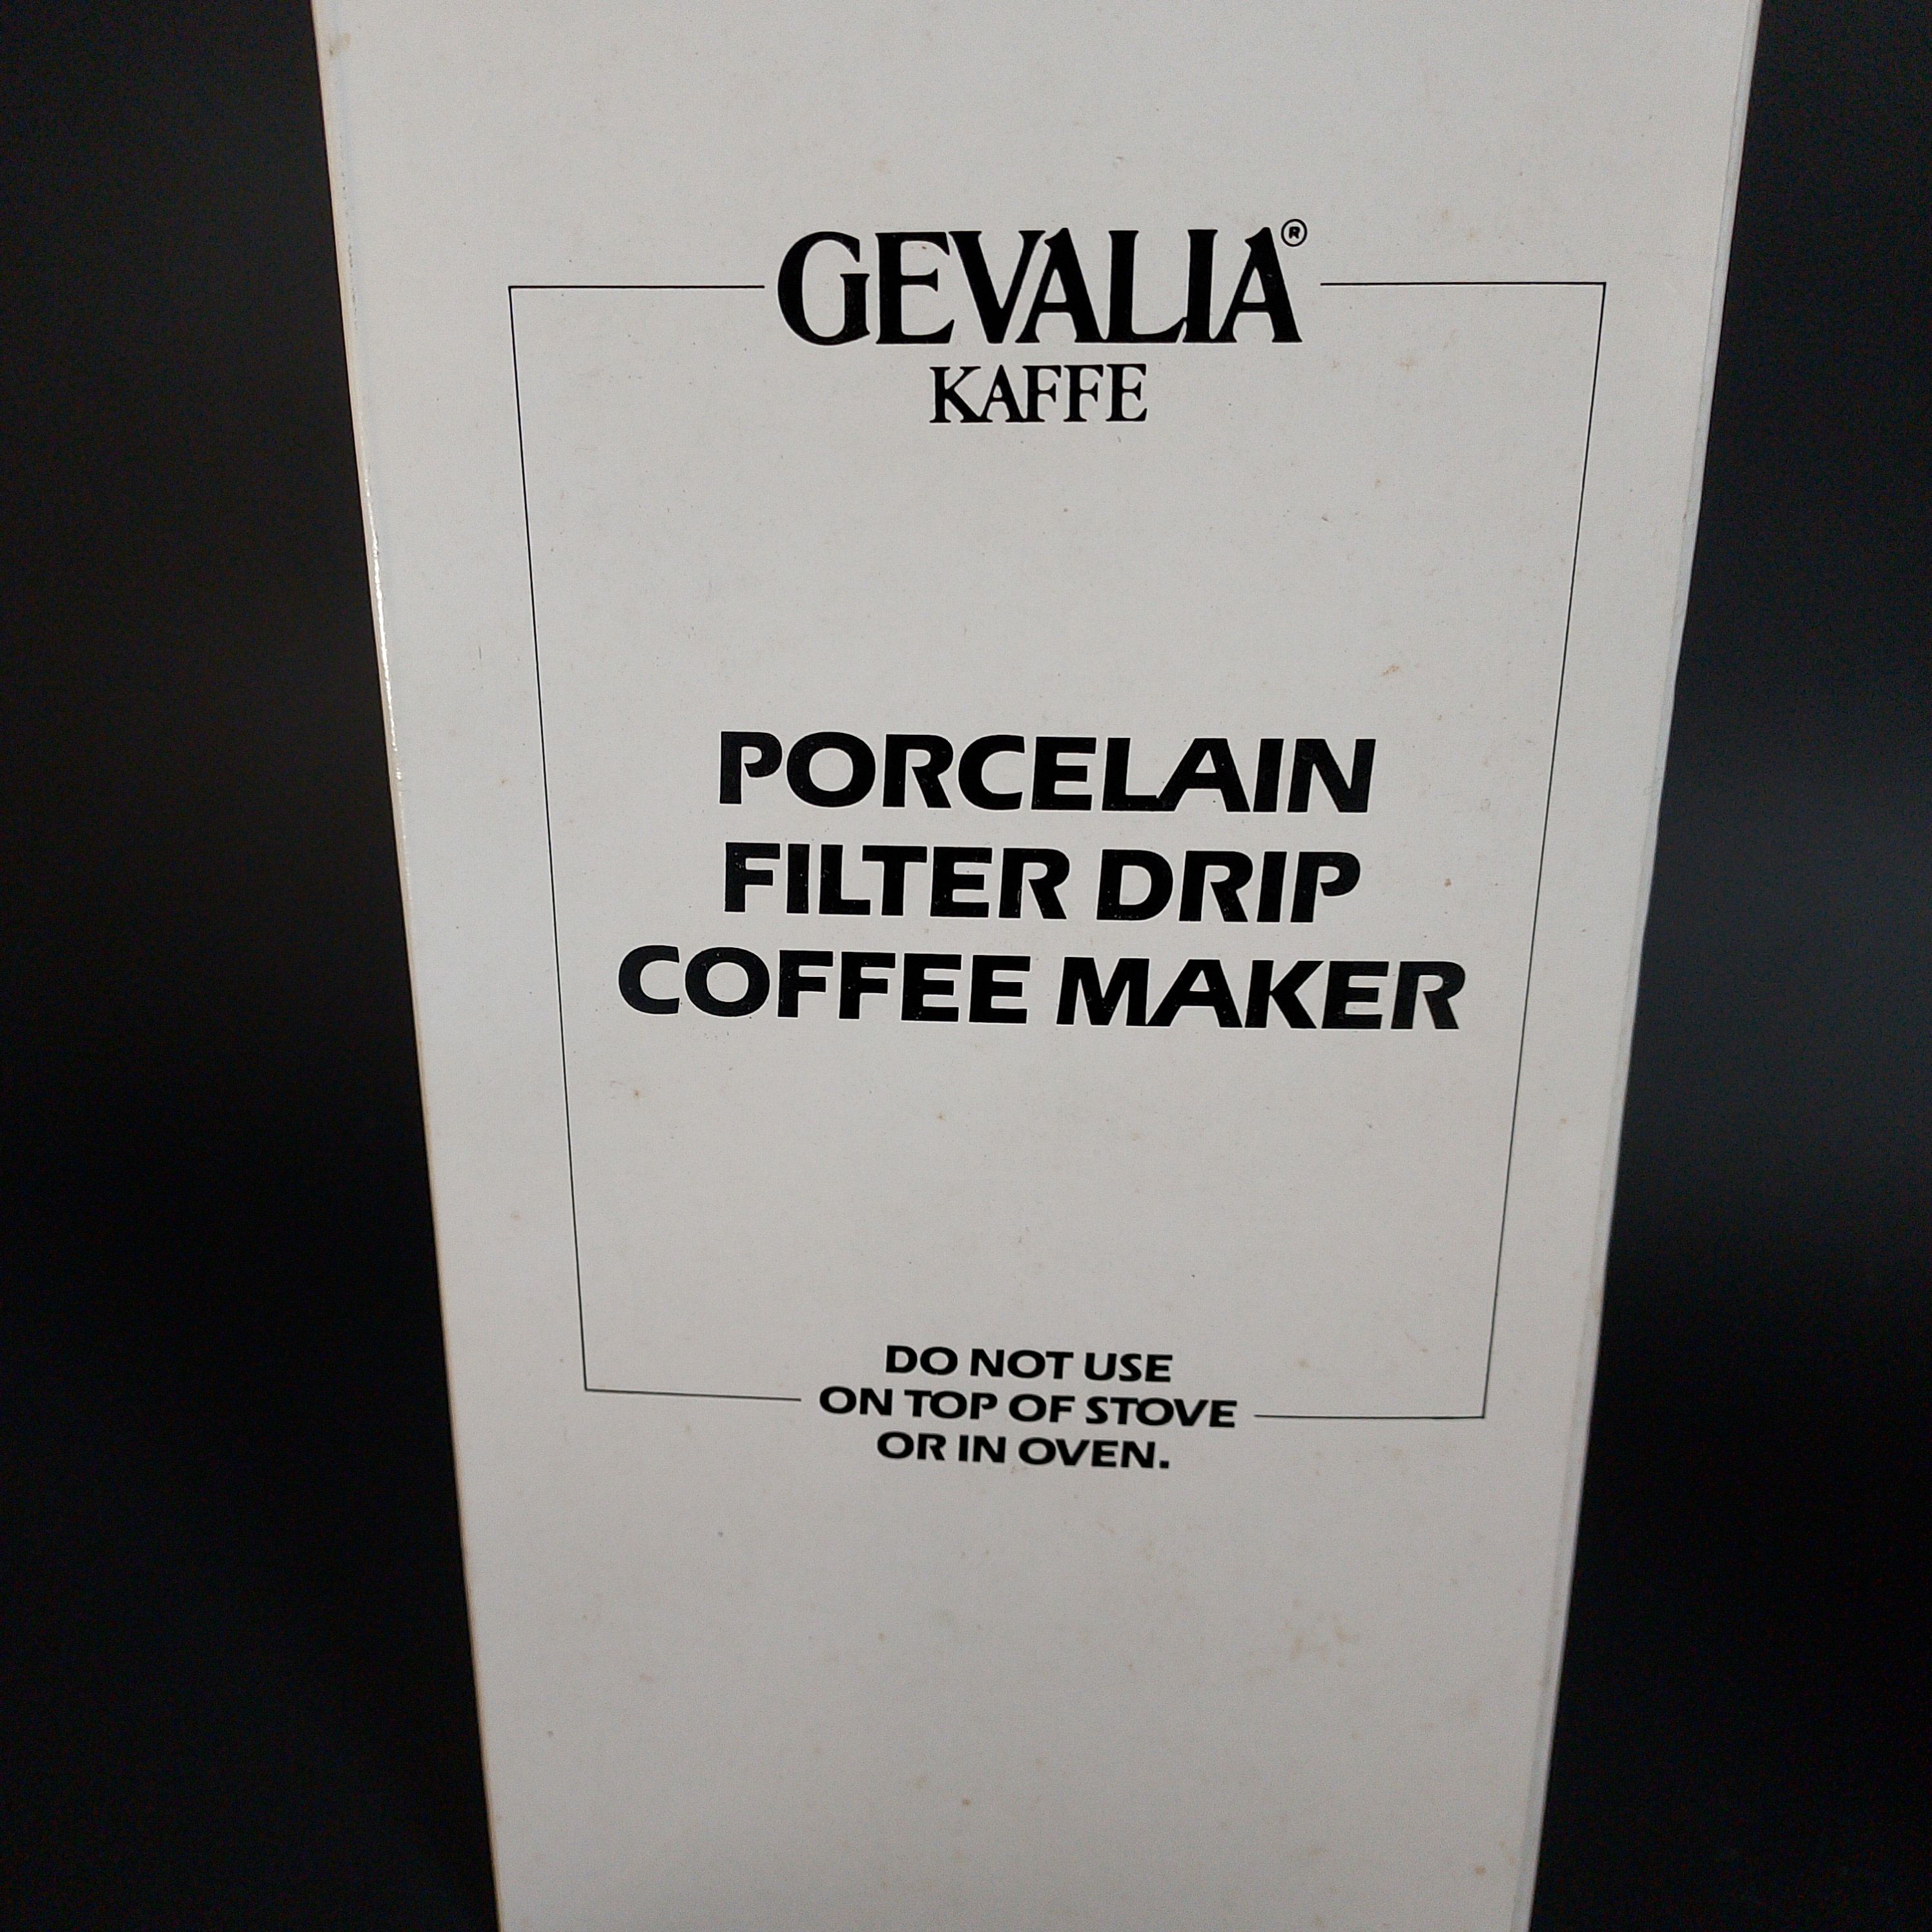 GEVALIA®
KAFFE
PORCELAIN
FILTER DRIP
COFFEE MAKER
DO NOT USE
ON TOP OF STOVE
OR IN OVEN.